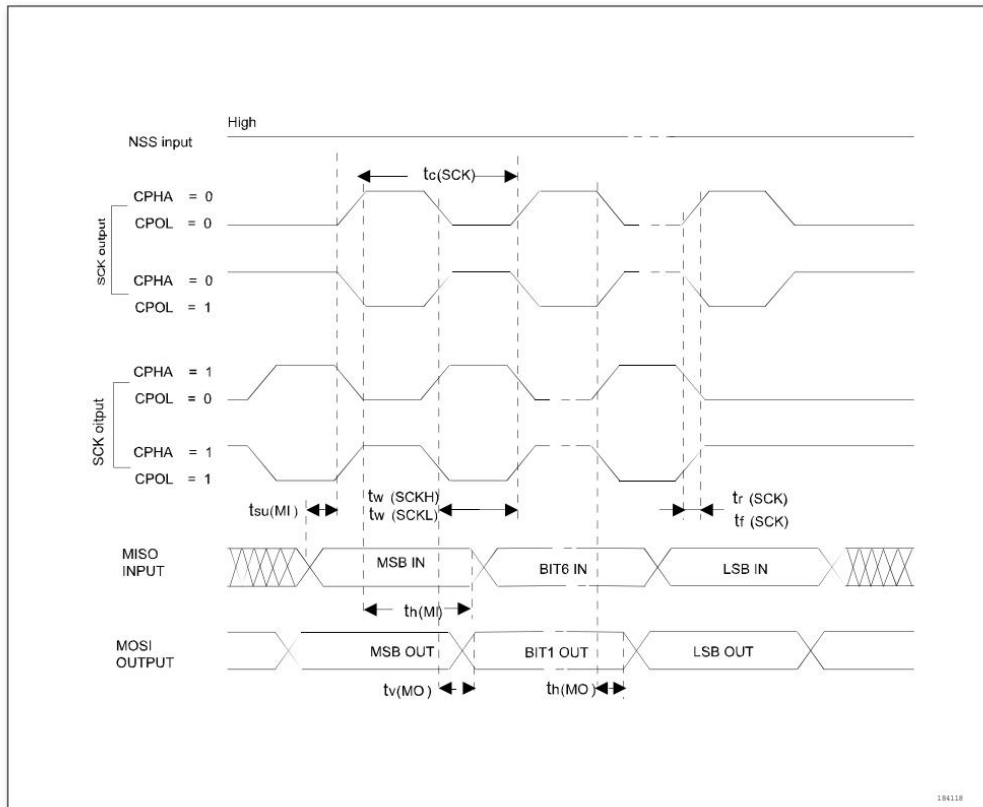 High
NSS input
tc(SCK)
CPHA = 0
CPOL = 0
SCK output
CPHA = 0
CPOL = 1
CPHA = 1
CPOL = 0
SCK oitput
CPHA = 1
CPOL = 1
tsu(MI)
tw (SCKH)
tw (SCKL)
tr (SCK)
tf (SCK)
MISO
INPUT
MSB IN
BIT6 IN
LSB IN
th(MI)
MOSI
OUTPUT
MSB OUT
BIT1 OUT
LSB OUT
tv(MO)
th(MO)
184118